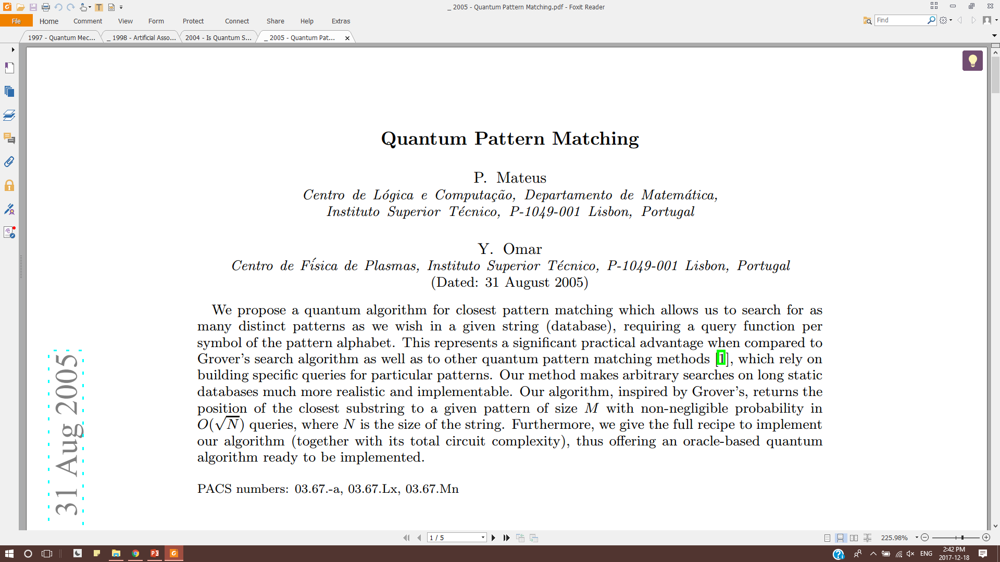 _ 2005 - Quantum Pattern Matching.pdf - Foxit Reader
File Home Comment View Form Protect Connect Share Help Extras
Find
1997 - Quantum Mec... _ 1998 - Artificial Asso... 2004 - Is Quantum S... _ 2005 - Quantum Pat...
Quantum Pattern Matching
P. Mateus
Centro de Lógica e Computação, Departamento de Matemática,
Instituto Superior Técnico, P-1049-001 Lisbon, Portugal
Y. Omar
Centro de Física de Plasmas, Instituto Superior Técnico, P-1049-001 Lisbon, Portugal
(Dated: 31 August 2005)
We propose a quantum algorithm for closest pattern matching which allows us to search for as
many distinct patterns as we wish in a given string (database), requiring a query function per
symbol of the pattern alphabet. This represents a significant practical advantage when compared to
Grover's search algorithm as well as to other quantum pattern matching methods [1], which rely on
building specific queries for particular patterns. Our method makes arbitrary searches on long static
databases much more realistic and implementable. Our algorithm, inspired by Grover's, returns the
position of the closest substring to a given pattern of size M with non-negligible probability in
O(√N) queries, where N is the size of the string. Furthermore, we give the full recipe to implement
our algorithm (together with its total circuit complexity), thus offering an oracle-based quantum
algorithm ready to be implemented.
PACS numbers: 03.67.-a, 03.67.Lx, 03.67.Mn
31 Aug 2005
1 / 5
225.98%
ENG
2:42 PM
2017-12-18